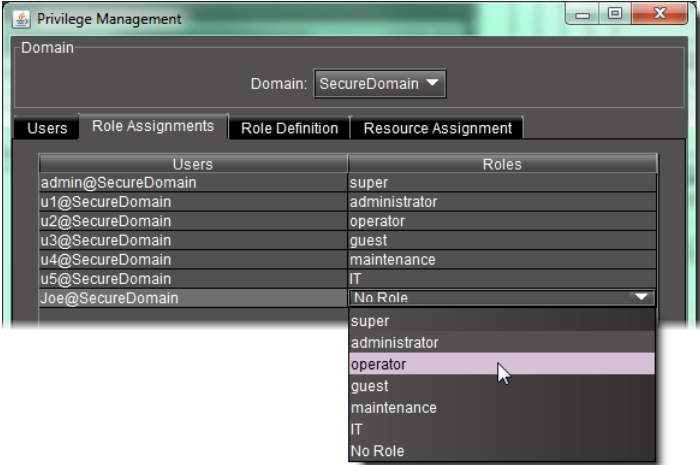 Privilege Management
Domain
Domain: SecureDomain
Users Role Assignments Role Definition Resource Assignment
Users Roles
admin@SecureDomain super
u1@SecureDomain administrator
u2@SecureDomain operator
u3@SecureDomain guest
u4@SecureDomain maintenance
u5@SecureDomain IT
Joe@SecureDomain No Role
super
administrator
operator
guest
maintenance
IT
No Role